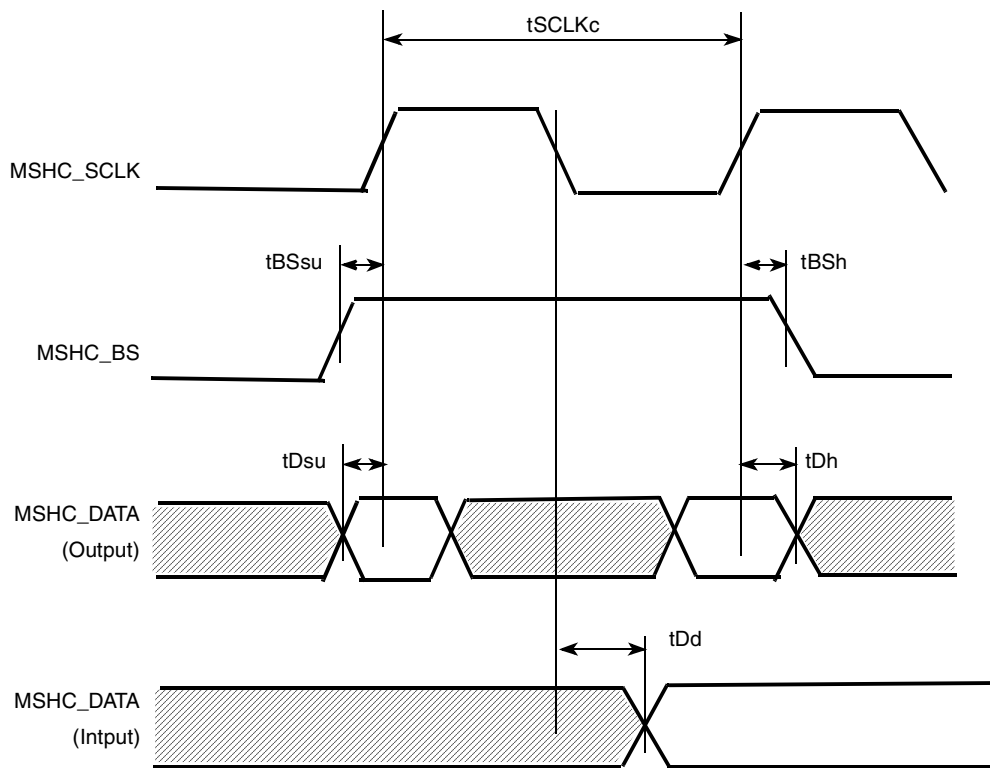 tSCLKc
MSHC_SCLK
tBSsu
tBSh
MSHC_BS
tDsu
tDh
MSHC_DATA
(Output)
tDd
MSHC_DATA
(Intput)